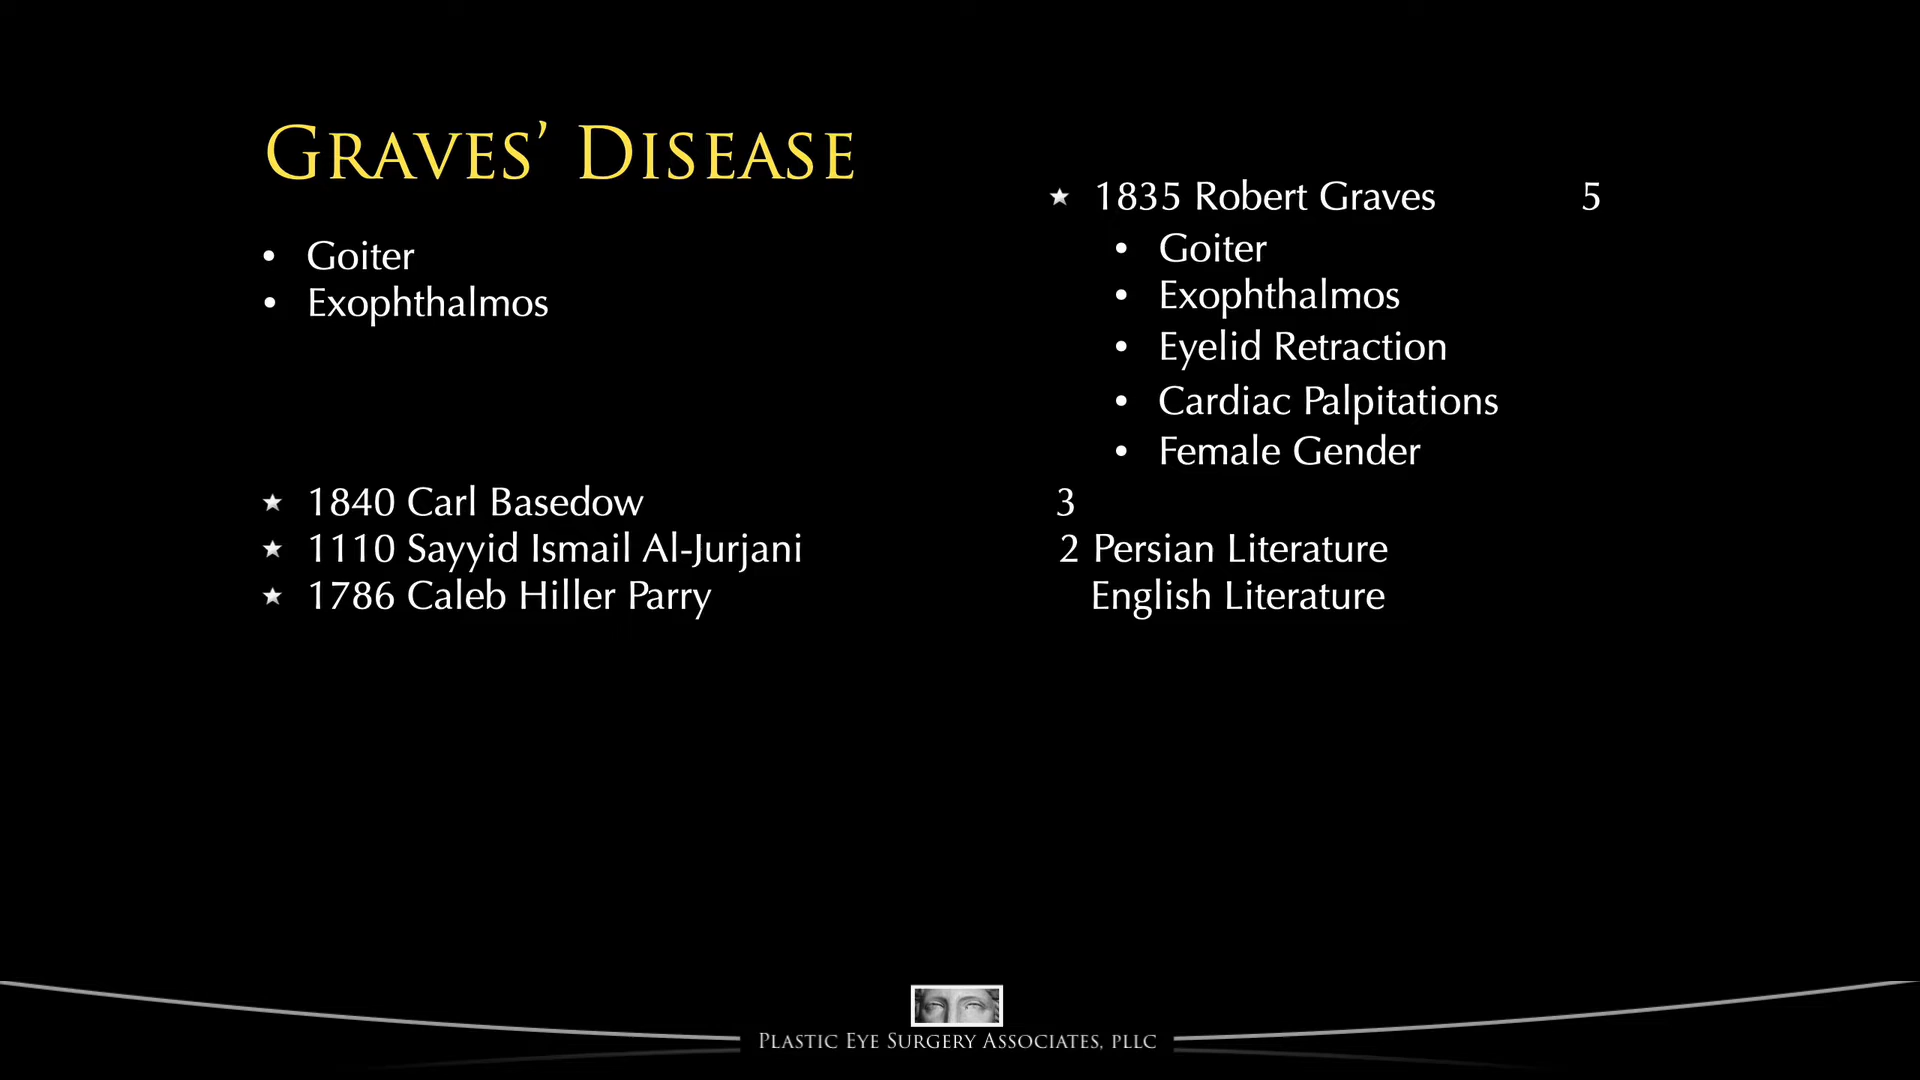 GRAVES’ DISEASE
• Goiter
• Exophthalmos
★ 1835 Robert Graves 5
• Goiter
• Exophthalmos
• Eyelid Retraction
• Cardiac Palpitations
• Female Gender
★ 1840 Carl Basedow 3
★ 1110 Sayyid Ismail Al-Jurjani 2 Persian Literature
★ 1786 Caleb Hiller Parry English Literature
PLASTIC EYE SURGERY ASSOCIATES, PLLC